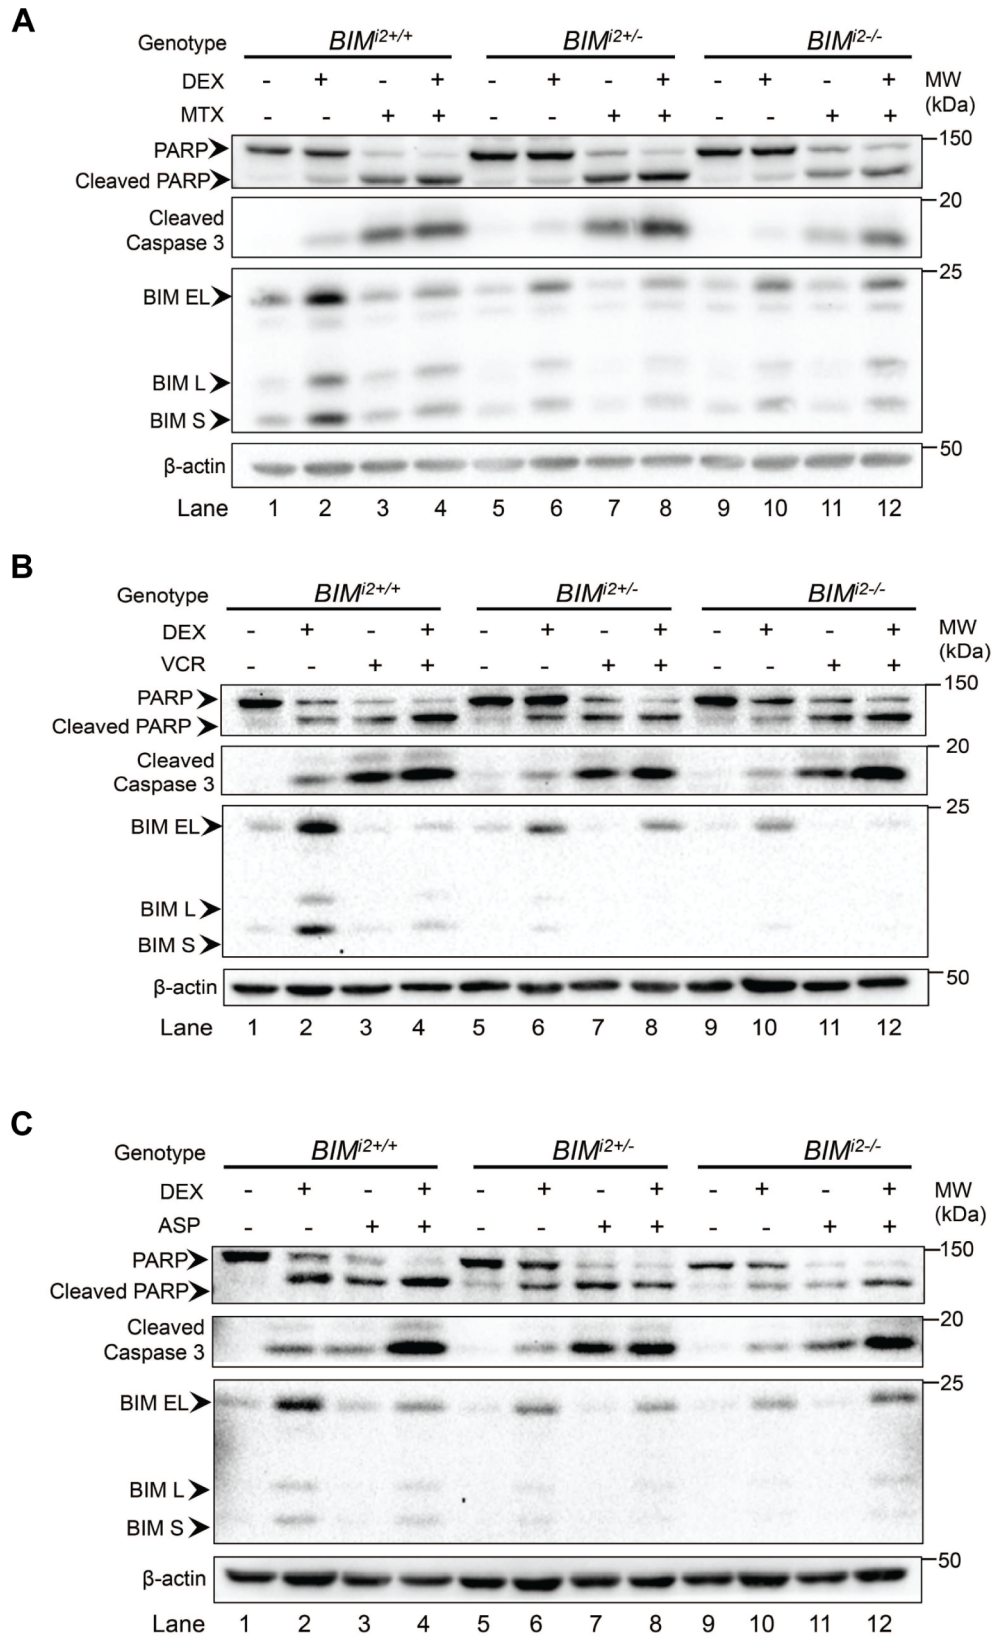 A
Genotype BIMi2+/+ BIMi2+/- BIMi2-/-
DEX - + - + - + - + - + - + MW
(kDa)
MTX - - + + - - + + - - + +
PARP 150
Cleaved PARP
Cleaved
Caspase 3
20
BIM EL 25
BIM L
BIM S
β-actin 50
Lane 1 2 3 4 5 6 7 8 9 10 11 12
B
Genotype BIMi2+/+ BIMi2+/- BIMi2-/-
DEX - + - + - + - + - + - + MW
(kDa)
VCR - - + + - - + + - - + +
PARP 150
Cleaved PARP
Cleaved
Caspase 3
20
BIM EL 25
BIM L
BIM S
β-actin 50
Lane 1 2 3 4 5 6 7 8 9 10 11 12
C
Genotype BIMi2+/+ BIMi2+/- BIMi2-/-
DEX - + - + - + - + - + - + MW
(kDa)
ASP - - + + - - + + - - + +
PARP 150
Cleaved PARP
Cleaved
Caspase 3
20
BIM EL 25
BIM L
BIM S
β-actin 50
Lane 1 2 3 4 5 6 7 8 9 10 11 12